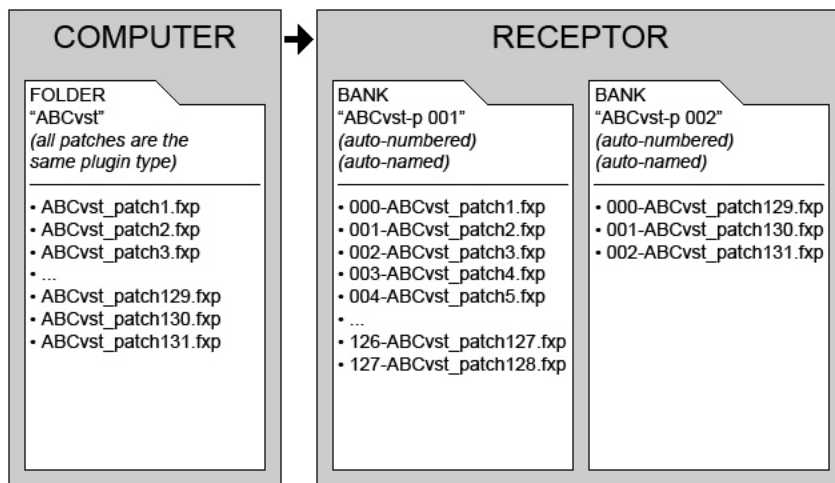 COMPUTER
FOLDER
“ABCvst”
(all patches are the
same plugin type)
• ABCvst_patch1.fxp
• ABCvst_patch2.fxp
• ABCvst_patch3.fxp
• ...
• ABCvst_patch129.fxp
• ABCvst_patch130.fxp
• ABCvst_patch131.fxp
RECEPTOR
BANK
“ABCvst-p 001”
(auto-numbered)
(auto-named)
• 000-ABCvst_patch1.fxp
• 001-ABCvst_patch2.fxp
• 002-ABCvst_patch3.fxp
• 003-ABCvst_patch4.fxp
• 004-ABCvst_patch5.fxp
• ...
• 126-ABCvst_patch127.fxp
• 127-ABCvst_patch128.fxp
BANK
“ABCvst-p 002”
(auto-numbered)
(auto-named)
• 000-ABCvst_patch129.fxp
• 001-ABCvst_patch130.fxp
• 002-ABCvst_patch131.fxp